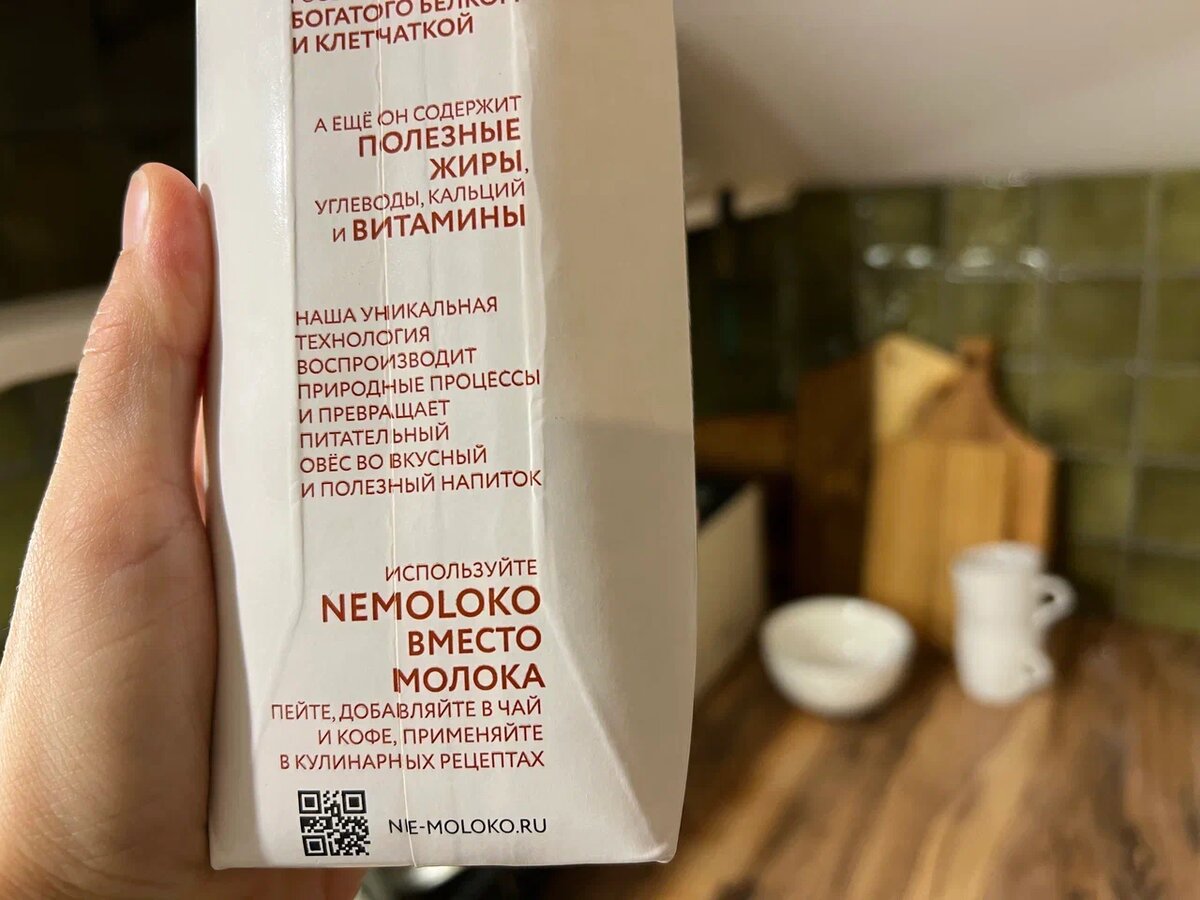 БОГАТОГО БЕЛКОМ
И КЛЕТЧАТКОЙ
А ЕЩЁ ОН СОДЕРЖИТ
ПОЛЕЗНЫЕ
ЖИРЫ,
УГЛЕВОДЫ, КАЛЬЦИЙ
И ВИТАМИНЫ
НАША УНИКАЛЬНАЯ
ТЕХНОЛОГИЯ
ВОСПРОИЗВОДИТ
ПРИРОДНЫЕ ПРОЦЕССЫ
И ПРЕВРАЩАЕТ
ПИТАТЕЛЬНЫЙ
ОВЁС ВО ВКУСНЫЙ
И ПОЛЕЗНЫЙ НАПИТОК
ИСПОЛЬЗУЙТЕ
NEMOLOKO
ВМЕСТО
МОЛОКА
ПЕЙТЕ, ДОБАВЛЯЙТЕ В ЧАЙ
И КОФЕ, ПРИМЕНЯЙТЕ
В КУЛИНАРНЫХ РЕЦЕПТАХ
NE-MOLOKO.RU